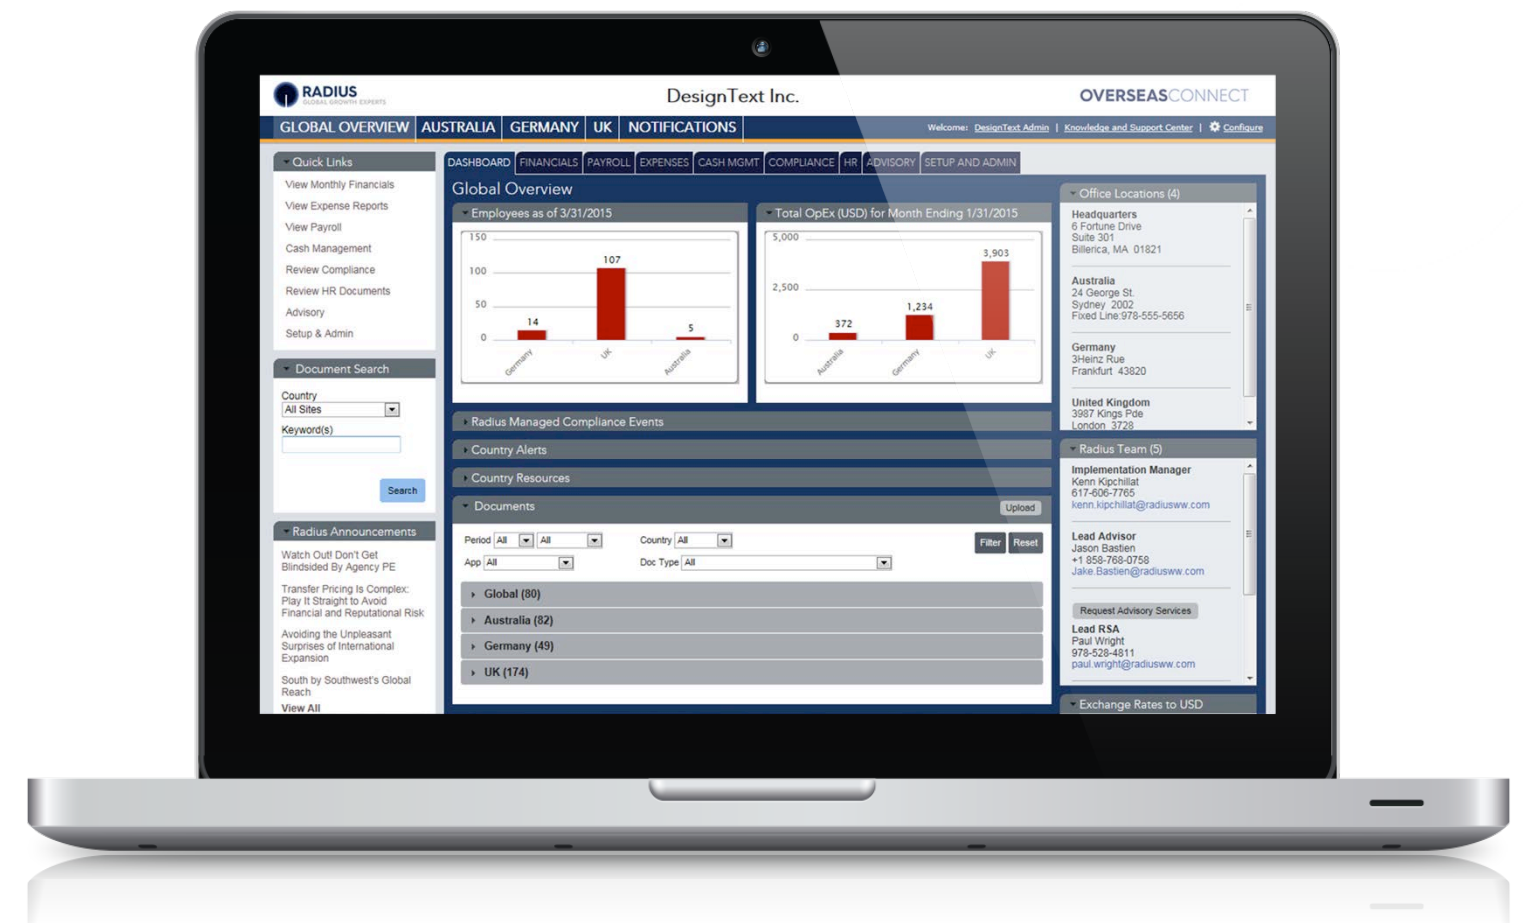 RADIUS
GLOBAL GROWTH EXPERTS
DesignText Inc.
OVERSEASCONNECT
GLOBAL OVERVIEW AUSTRALIA GERMANY UK NOTIFICATIONS
Welcome: DesignText Admin | Knowledge and Support Center | Configure
Quick Links
View Monthly Financials
View Expense Reports
View Payroll
Cash Management
Review Compliance
Review HR Documents
Advisory
Setup & Admin
Document Search
Country
All Sites
Keyword(s)
Search
Radius Announcements
Watch Out! Don't Get
Blindsided By Agency PE
Transfer Pricing Is Complex:
Play It Straight to Avoid
Financial and Reputational Risk
Avoiding the Unpleasant
Surprises of International
Expansion
South by Southwest's Global
Reach
View All
DASHBOARD FINANCIALS PAYROLL EXPENSES CASH MGMT COMPLIANCE HR ADVISORY SETUP AND ADMIN
Global Overview
Employees as of 3/31/2015
150
100
50
0
14
107
5
Germany
UK
Australia
Total OpEx (USD) for Month Ending 1/31/2015
5,000
2,500
0
372
1,234
3,903
Australia
Germany
UK
Radius Managed Compliance Events
Country Alerts
Country Resources
Documents
Upload
Period All All Country All
Filter Reset
App All Doc Type All
Global (80)
Australia (82)
Germany (49)
UK (174)
Office Locations (4)
Headquarters
6 Fortune Drive
Suite 301
Billerica, MA 01821
Australia
24 George St.
Sydney 2002
Fixed Line:978-555-5656
Germany
3Heinz Rue
Frankfurt 43820
United Kingdom
3987 Kings Pde
London 3728
Radius Team (5)
Implementation Manager
Kenn Kipchillat
617-606-7765
kenn.kipchillat@radiusww.com
Lead Advisor
Jason Bastien
+1 858-768-0758
Jake.Bastien@radiusww.com
Request Advisory Services
Lead RSA
Paul Wright
978-528-4811
paul.wright@radiusww.com
Exchange Rates to USD